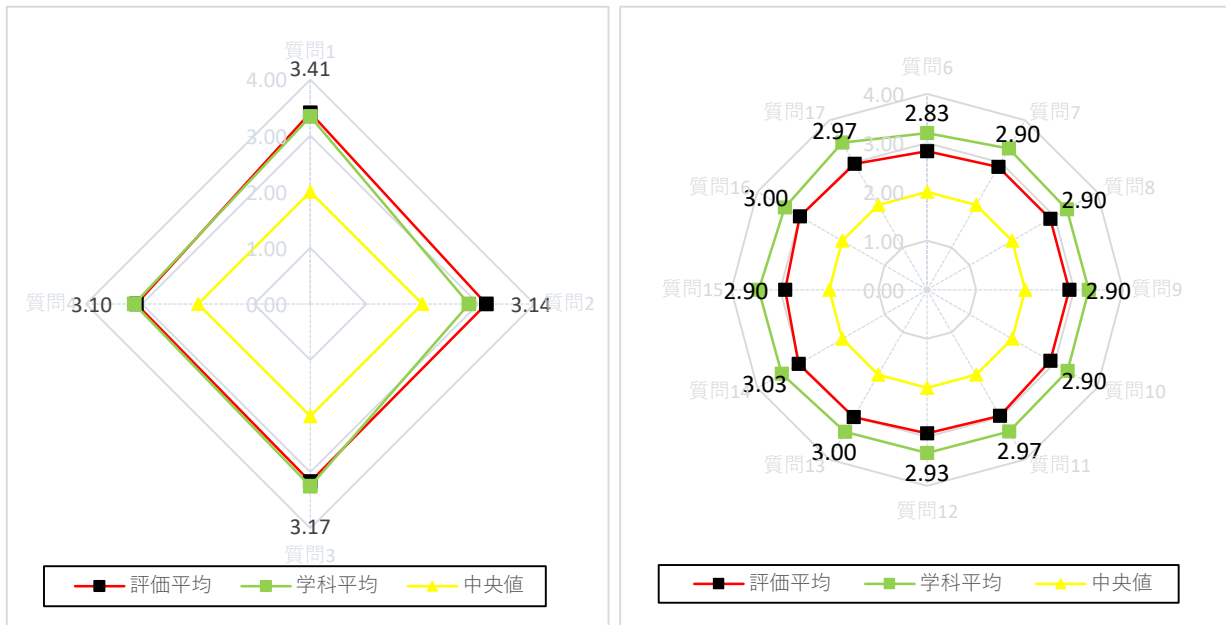 質問1
3.41
4.00
3.00
2.00
1.00
0.00
質問4
3.10
3.14
質問2
3.17
質問3
評価平均
学科平均
中央値
質問6
4.00
2.83
質問17
2.97
質問7
2.90
3.00
質問16
3.00
質問8
2.90
2.00
1.00
0.00
質問15
2.90
質問9
2.90
質問14
3.03
質問10
2.90
質問13
3.00
質問11
2.97
2.93
質問12
評価平均
学科平均
中央値